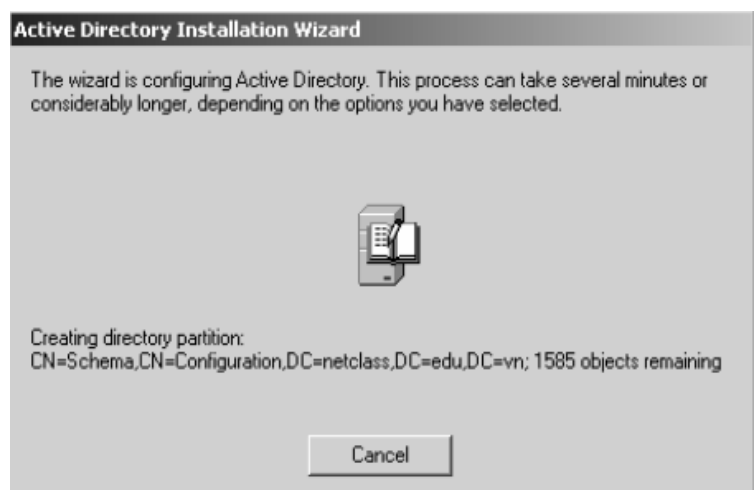 Active Directory Installation Wizard
The wizard is configuring Active Directory. This process can take several minutes or
considerably longer, depending on the options you have selected.
Creating directory partition:
CN=Schema,CN=Configuration,DC=netclass,DC=edu,DC=vn; 1585 objects remaining
Cancel